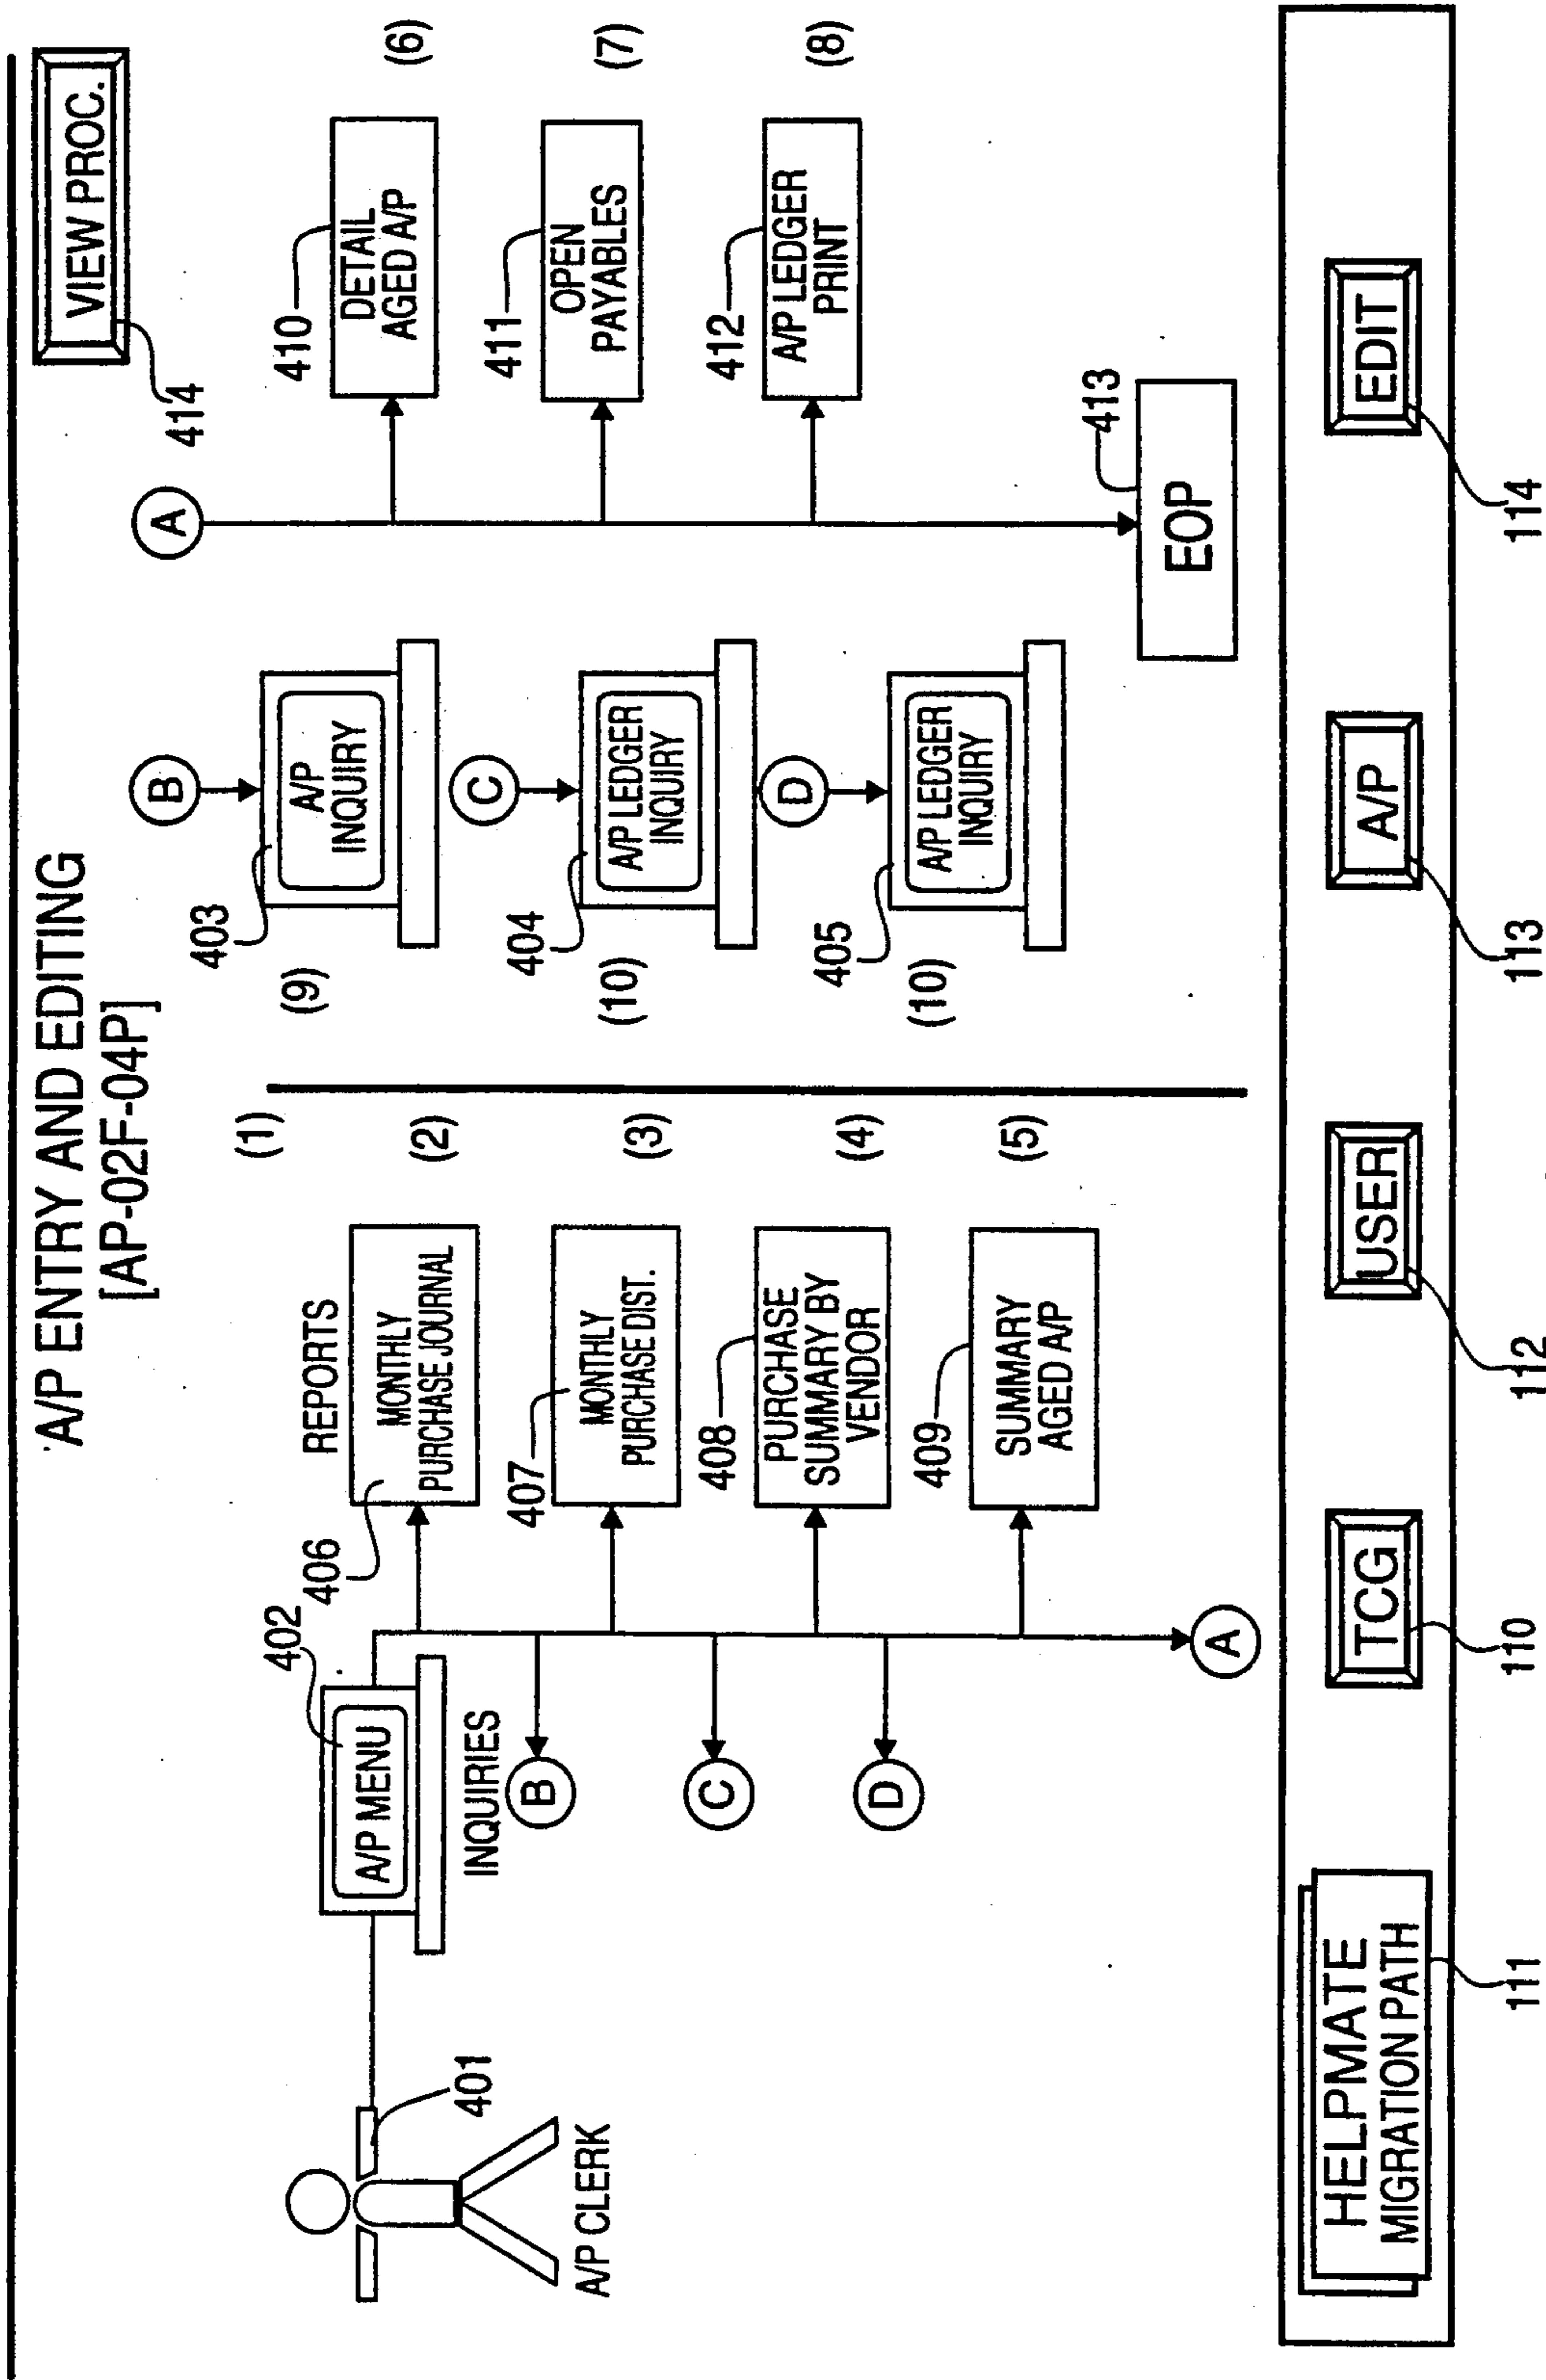 A/P ENTRY AND EDITING
[AP-02F-04P]
VIEW PROC.
414
401
A/P CLERK
402
A/P MENU
INQUIRIES
B
C
D
A
REPORTS
(1)
406
MONTHLY
PURCHASE JOURNAL
(2)
407
MONTHLY
PURCHASE DIST.
(3)
408
PURCHASE
SUMMARY BY
VENDOR
(4)
409
SUMMARY
AGED A/P
(5)
B
403
(9)
A/P
INQUIRY
C
404
(10)
A/P LEDGER
INQUIRY
D
405
(10)
A/P LEDGER
INQUIRY
A
410
DETAIL
AGED A/P
(6)
411
OPEN
PAYABLES
(7)
412
A/P LEDGER
PRINT
(8)
413
EOP
HELPMATE
MIGRATION PATH
TCG
USER
A/P
EDIT
111
110
112
113
114